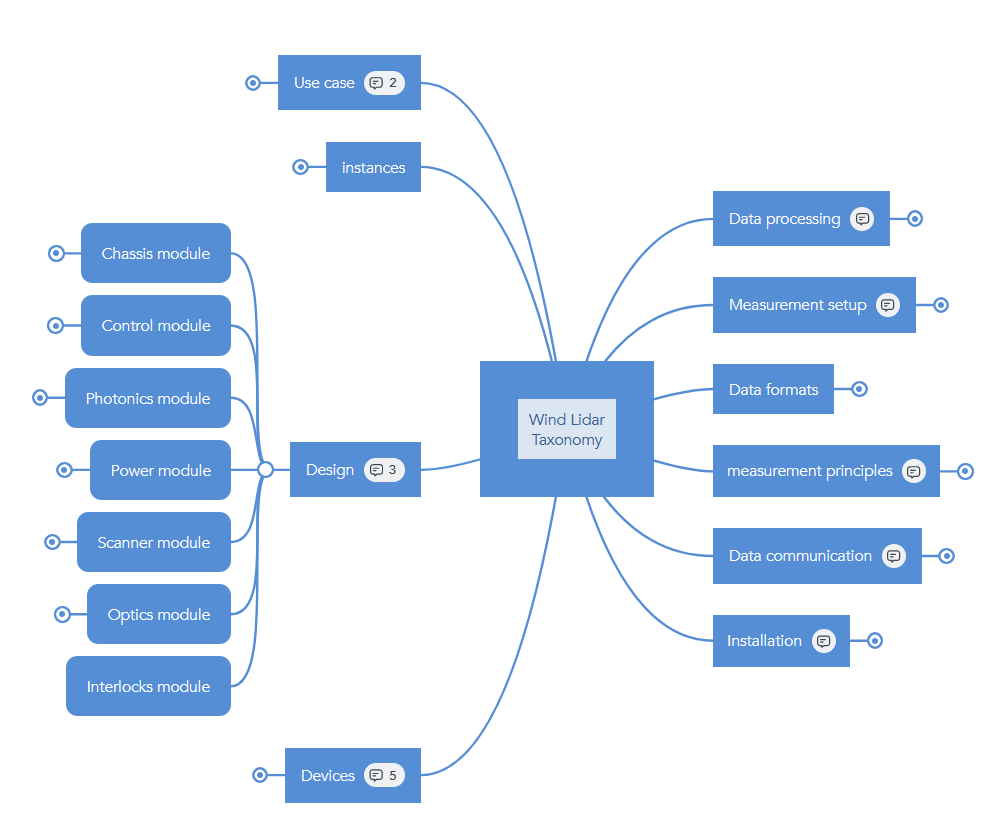 Use case 2
instances
Chassis module
Control module
Photonics module
Power module
Scanner module
Optics module
Interlocks module
Design 3
Devices 5
Wind Lidar
Taxonomy
Data processing
Measurement setup
Data formats
measurement principles
Data communication
Installation